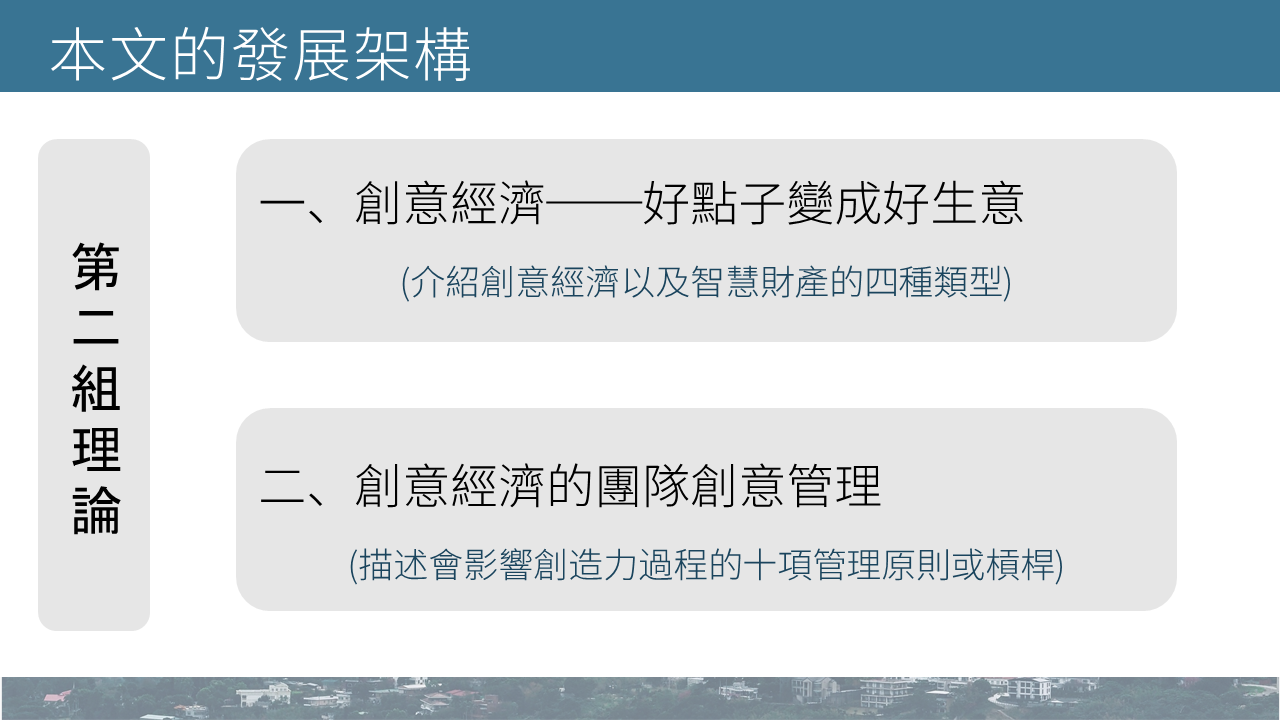 本文的發展架構
第二組理論
一、創意經濟——好點子變成好生意
(介紹創意經濟以及智慧財產的四種類型)
二、創意經濟的團隊創意管理
(描述會影響創造力過程的十項管理原則或槓桿)